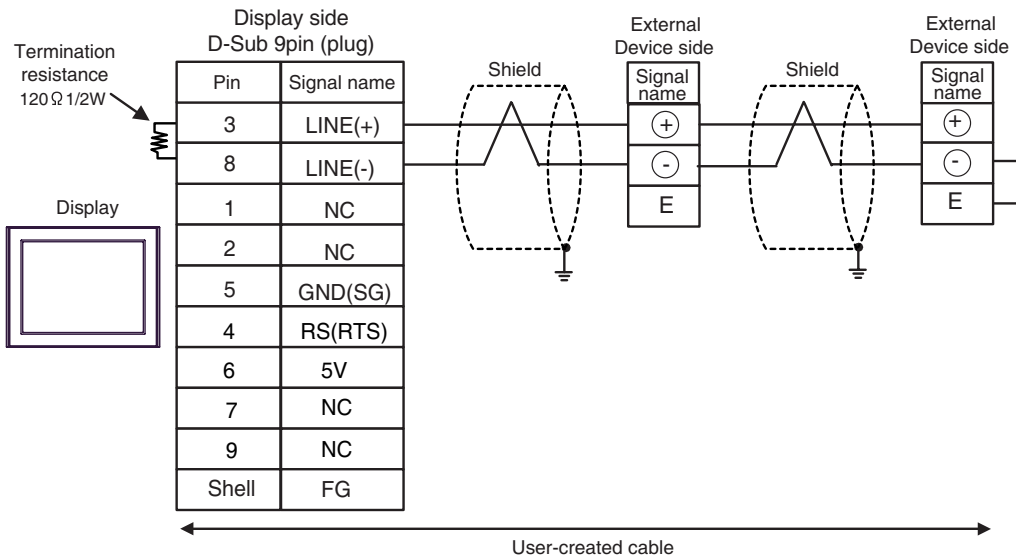 Display side
D-Sub 9pin (plug)
Termination
resistance
120Ω 1/2W
Display
Pin Signal name
3 LINE(+)
8 LINE(-)
1 NC
2 NC
5 GND(SG)
4 RS(RTS)
6 5V
7 NC
9 NC
Shell FG
Shield
External
Device side
Signal
name
+
-
E
Shield
External
Device side
Signal
name
+
-
E
User-created cable